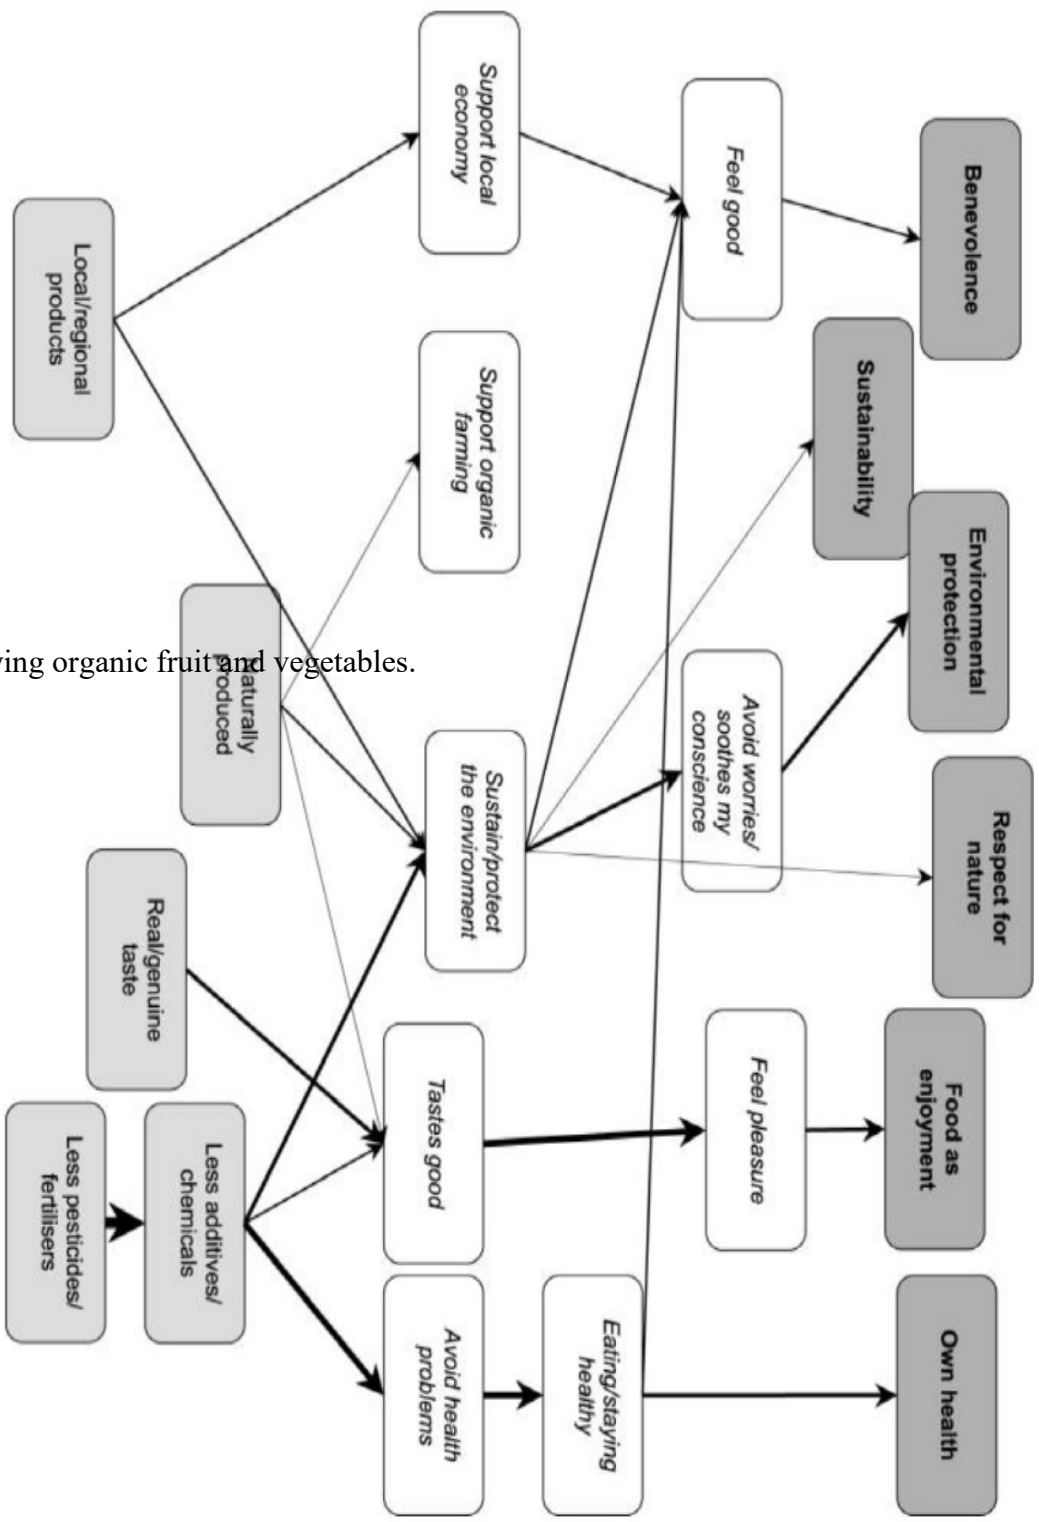 Benevolence
Sustainability
Environmental
protection
Respect for
nature
Food as
enjoyment
Own health
Feel good
Avoid worries/
soothes my
conscience
Feel pleasure
Eating/staying
healthy
Support local
economy
Support organic
farming
Sustain/protect
the environment
Tastes good
Avoid health
problems
Local/regional
products
Naturally
produced
Real/genuine
taste
Less additives/
chemicals
Less pesticides/
fertilisers
ying organic fruit and vegetables.